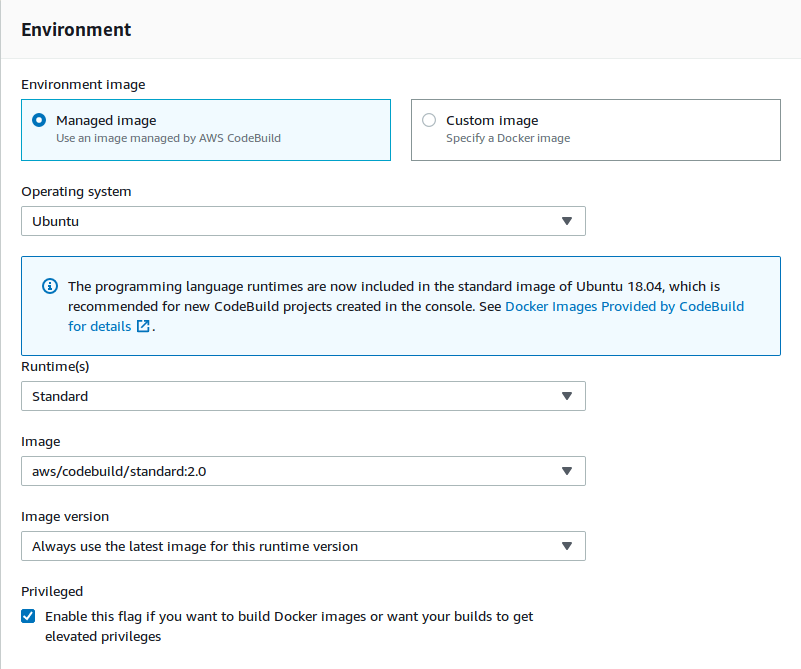 Environment
Environment image
Managed image
Use an image managed by AWS CodeBuild
Custom image
Specify a Docker image
Operating system
Ubuntu
The programming language runtimes are now included in the standard image of Ubuntu 18.04, which is
recommended for new CodeBuild projects created in the console. See Docker Images Provided by CodeBuild
for details .
Runtime(s)
Standard
Image
aws/codebuild/standard:2.0
Image version
Always use the latest image for this runtime version
Privileged
Enable this flag if you want to build Docker images or want your builds to get
elevated privileges